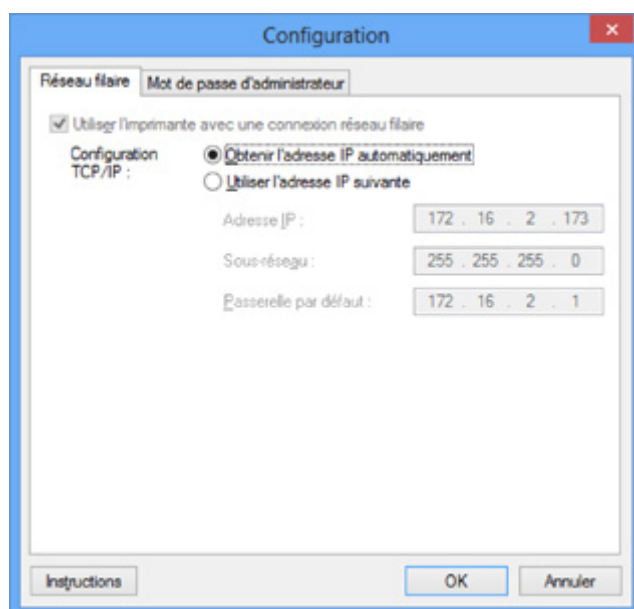 Configuration
Réseau filaire Mot de passe d'administrateur
Utiliser l'imprimante avec une connexion réseau filaire
Configuration TCP/IP :
Obtenir l'adresse IP automatiquement
Utiliser l'adresse IP suivante
Adresse IP : 172 . 16 . 2 . 173
Sous-réseau : 255 . 255 . 255 . 0
Passerelle par défaut : 172 . 16 . 2 . 1
Instructions OK Annuler